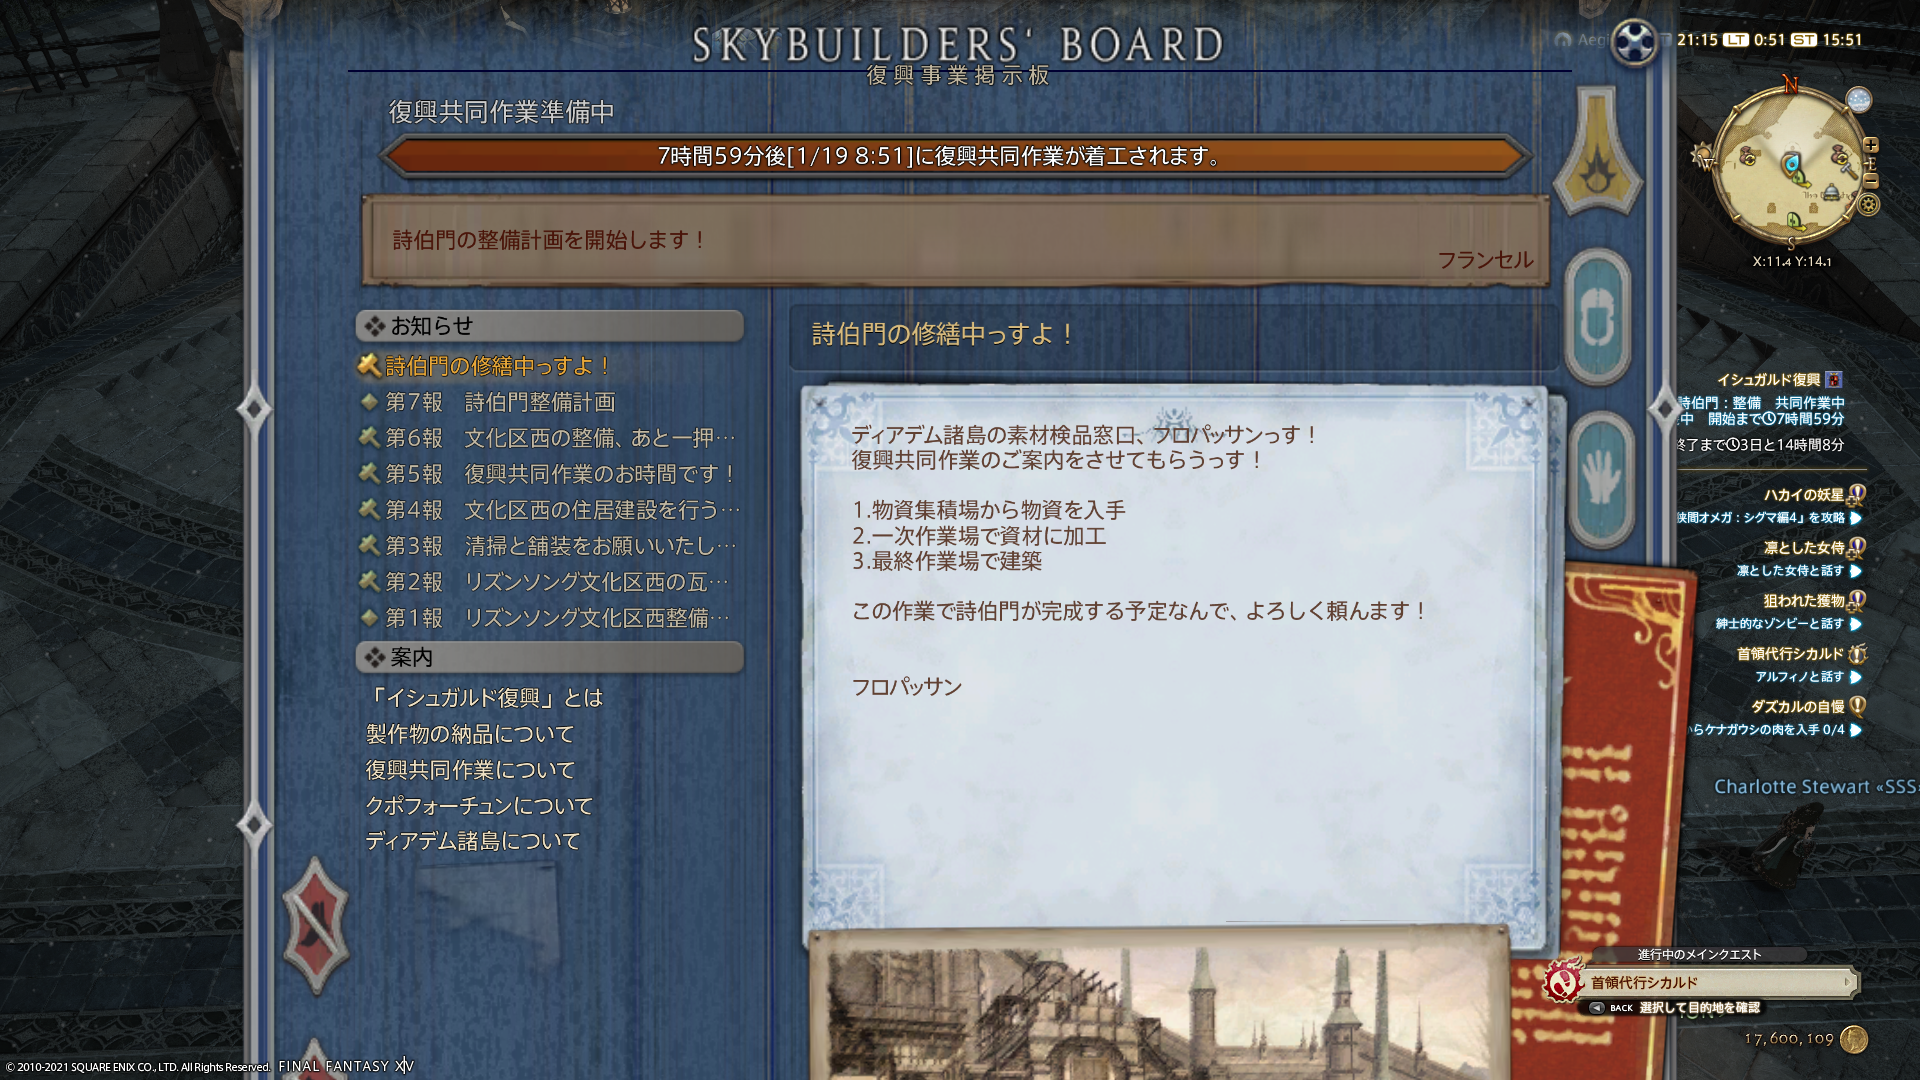 SKYBUILDERS' BOARD
復興事業掲示板
21:15 LT 0:51 ST 15:51
復興共同作業準備中
7時間59分後[1/19 8:51]に復興共同作業が着工されます。
詩伯門の整備計画を開始します！
フランセル
お知らせ
詩伯門の修繕中っすよ！
第7報 詩伯門整備計画
第6報 文化区西の整備、あと一押…
第5報 復興共同作業のお時間です！
第4報 文化区西の住居建設を行う…
第3報 清掃と舗装をお願いいたし…
第2報 リズンソング文化区西の瓦…
第1報 リズンソング文化区西整備…
案内
「イシュガルド復興」とは
製作物の納品について
復興共同作業について
クポフォーチュンについて
ディアデム諸島について
詩伯門の修繕中っすよ！
ディアデム諸島の素材検品窓口、フロパッサンっす！
復興共同作業のご案内をさせてもらうっす！
1.物資集積場から物資を入手
2.一次作業場で資材に加工
3.最終作業場で建築
この作業で詩伯門が完成する予定なんで、よろしく頼んます！
フロパッサン
N
W
E
S
X:11.4 Y:14.1
イシュガルド復興
詩伯門：整備 共同作業中
中 開始まで7時間59分
終了まで3日と14時間8分
ハカイの妖星
狭間オメガ：シグマ編4」を攻略
凛とした女侍
凛とした女侍と話す
狙われた獲物
紳士的なゾンビーと話す
首領代行シカルド
アルフィノと話す
ダズカルの自慢
らケナガウシの肉を入手 0/4
Charlotte Stewart «SSS»
進行中のメインクエスト
首領代行シカルド
BACK 選択して目的地を確認
17,600,109
© 2010-2021 SQUARE ENIX CO., LTD. All Rights Reserved. FINAL FANTASY XIV